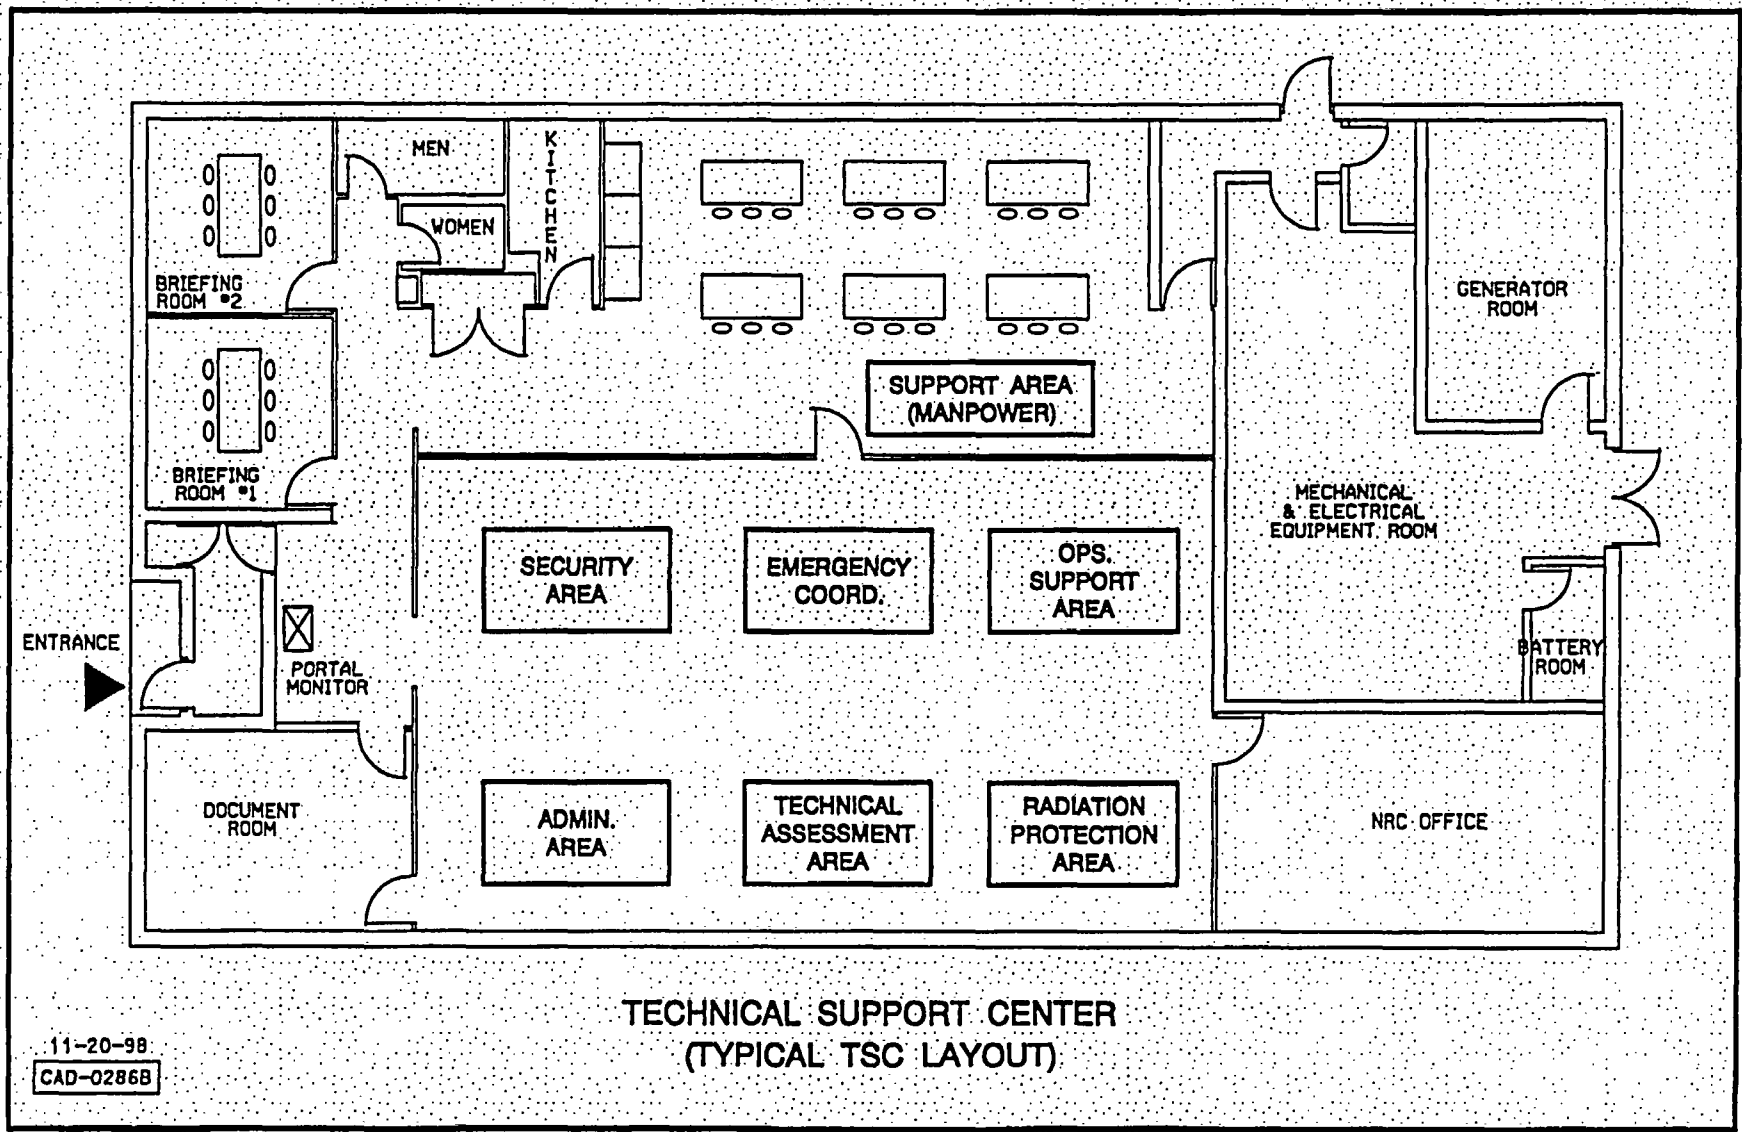 MEN
KITCHEN
WOMEN
BRIEFING
ROOM #2
GENERATOR
ROOM
SUPPORT AREA
(MANPOWER)
BRIEFING
ROOM #1
MECHANICAL
& ELECTRICAL
EQUIPMENT ROOM
SECURITY
AREA
EMERGENCY
COORD.
OPS.
SUPPORT
AREA
ENTRANCE
PORTAL
MONITOR
BATTERY
ROOM
DOCUMENT
ROOM
ADMIN.
AREA
TECHNICAL
ASSESSMENT
AREA
RADIATION
PROTECTION
AREA
NRC OFFICE
TECHNICAL SUPPORT CENTER
(TYPICAL TSC LAYOUT)
11-20-98
CAD-0286B